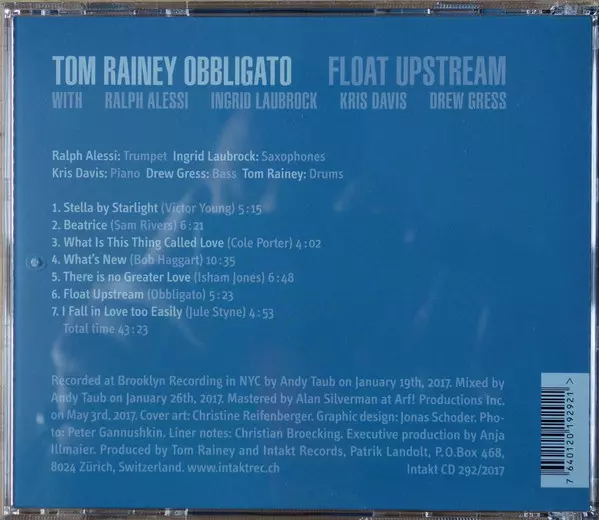 TOM RAINEY OBBLIGATO FLOAT UPSTREAM
WITH RALPH ALESSI INGRID LAUBROCK KRIS DAVIS DREW GRESS
Ralph Alessi: Trumpet Ingrid Laubrock: Saxophones
Kris Davis: Piano Drew Gress: Bass Tom Rainey: Drums
1. Stella by Starlight (Victor Young) 5:15
2. Beatrice (Sam Rivers) 6:21
3. What Is This Thing Called Love (Cole Porter) 4:02
4. What's New (Bob Haggart) 10:35
5. There is no Greater Love (Isham Jones) 6:48
6. Float Upstream (Obbligato) 5:23
7. I Fall in Love too Easily (Jule Styne) 4:53
Total time 43:23
Recorded at Brooklyn Recording in NYC by Andy Taub on January 19th, 2017. Mixed by
Andy Taub on January 26th, 2017. Mastered by Alan Silverman at Arf! Productions Inc.
on May 3rd, 2017. Cover art: Christine Reifenberger. Graphic design: Jonas Schoder. Pho-
to: Peter Gannushkin. Liner notes: Christian Broecking. Executive production by Anja
Illmaier. Produced by Tom Rainey and Intakt Records, Patrik Landolt, P.O.Box 468,
8024 Zürich, Switzerland. www.intaktrec.ch Intakt CD 292/2017
7 640120 192921 >